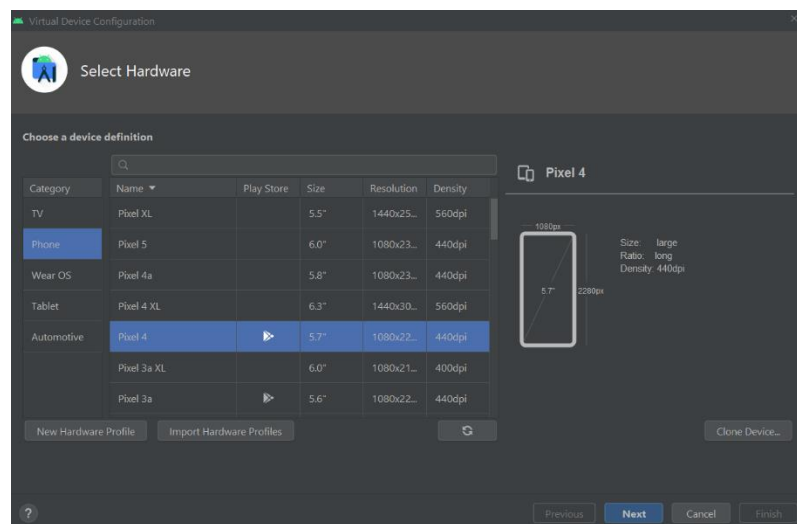 Virtual Device Configuration
Select Hardware
Choose a device definition
Category
Name Play Store Size Resolution Density
TV
Phone
Wear OS
Tablet
Automotive
Pixel XL 5.5" 1440x25... 560dpi
Pixel 5 6.0" 1080x23... 440dpi
Pixel 4a 5.8" 1080x23... 440dpi
Pixel 4 XL 6.3" 1440x30... 560dpi
Pixel 4 5.7" 1080x22... 440dpi
Pixel 3a XL 6.0" 1080x21... 400dpi
Pixel 3a 5.6" 1080x22... 440dpi
New Hardware Profile Import Hardware Profiles
Pixel 4
1080px
5.7" 2280px
Size: large
Ratio: long
Density: 440dpi
Clone Device...
? Previous Next Cancel Finish